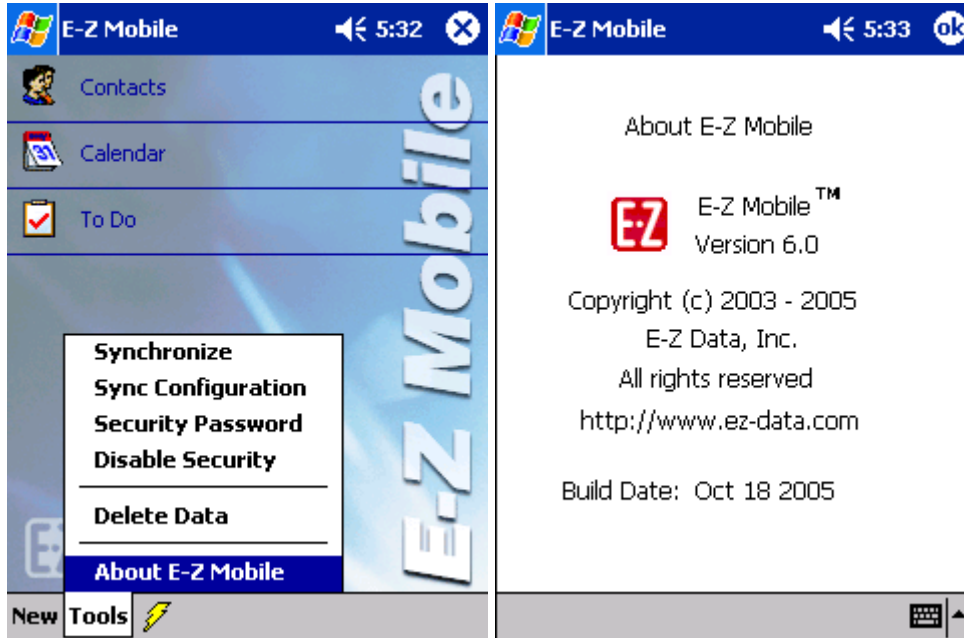 E-Z Mobile 5:32
Contacts
31
Calendar
To Do
E-Z Mobile
Synchronize
Sync Configuration
Security Password
Disable Security
Delete Data
About E-Z Mobile
E-Z
New Tools
E-Z Mobile 5:33 ok
About E-Z Mobile
E-Z
E-Z Mobile™
Version 6.0
Copyright (c) 2003 - 2005
E-Z Data, Inc.
All rights reserved
http://www.ez-data.com
Build Date: Oct 18 2005